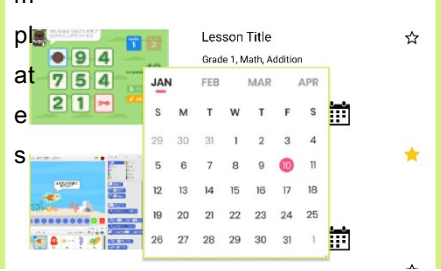 m
pl
at
e
s
9 4
7 5 4
2 1
1 2
Lesson Title
Grade 1, Math, Addition
JAN FEB MAR APR
S M T W T F S
29 30 31 1 2 3 4
5 6 7 8 9 10 11
12 13 14 15 16 17 18
19 20 21 22 23 24 25
26 27 28 29 30 31 1